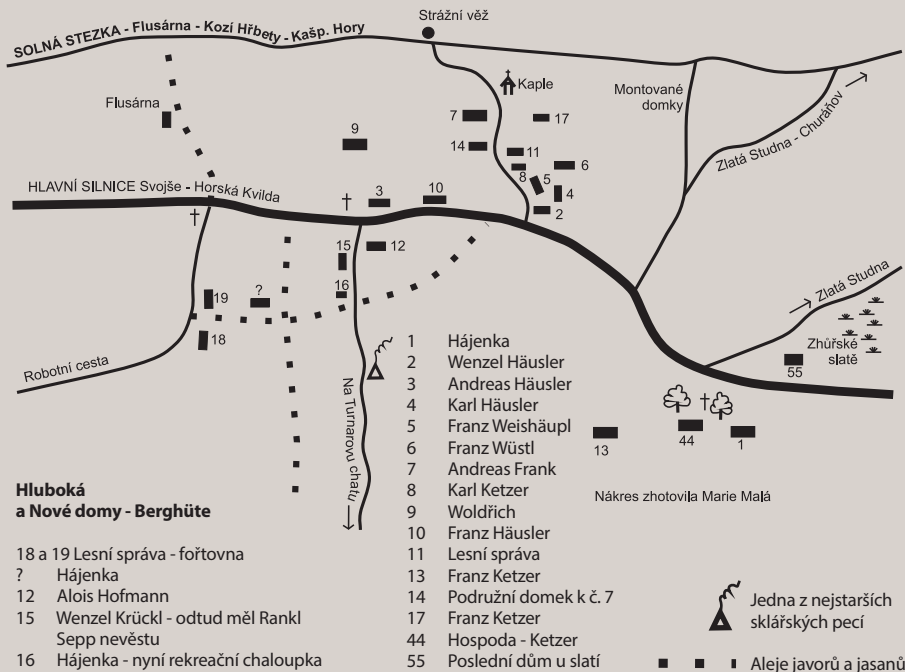 Strážní věž
SOLNÁ STEZKA - Flusárna - Kozí Hřbety - Kašp. Hory
Kaple
Montované
domky
Flusárna
7
17
9
14
11
6
Zlatá Studna - Churáňov
8
5
4
HLAVNÍ SILNICE Svojše - Horská Kvilda
3
10
2
15
12
Zlatá Studna
16
19
?
18
Zhůřské
slatě
55
Robotní cesta
Na Turnarovu chatu
13
44
1
Nákres zhotovila Marie Malá
Hluboká
a Nové domy - Berghüte
18 a 19 Lesní správa - fořtovna
? Hájenka
12 Alois Hofmann
15 Wenzel Krückl - odtud měl Rankl
Sepp nevěstu
16 Hájenka - nyní rekreační chaloupka
1 Hájenka
2 Wenzel Häusler
3 Andreas Häusler
4 Karl Häusler
5 Franz Weishäupl
6 Franz Wüstl
7 Andreas Frank
8 Karl Ketzer
9 Woldřich
10 Franz Häusler
11 Lesní správa
13 Franz Ketzer
14 Podružní domek k č. 7
17 Franz Ketzer
44 Hospoda - Ketzer
55 Poslední dům u slatí
Jedna z nejstarších
sklářských pecí
Aleje javorů a jasanů